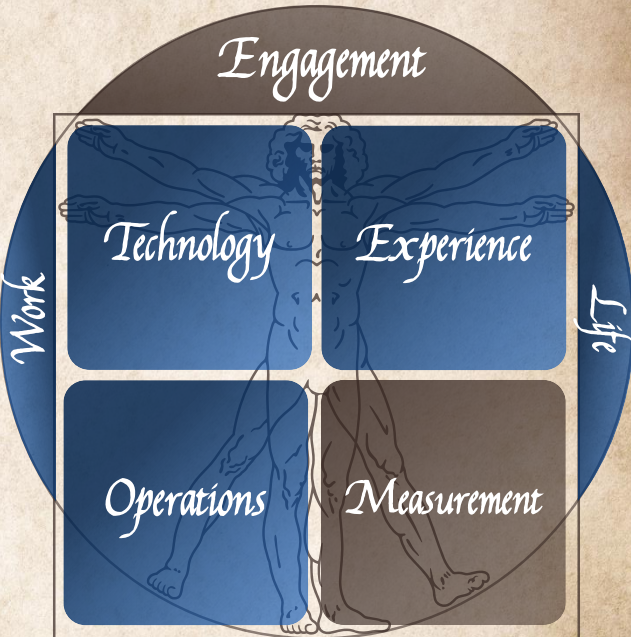 Engagement
Technology
Experience
Work
Life
Operations
Measurement